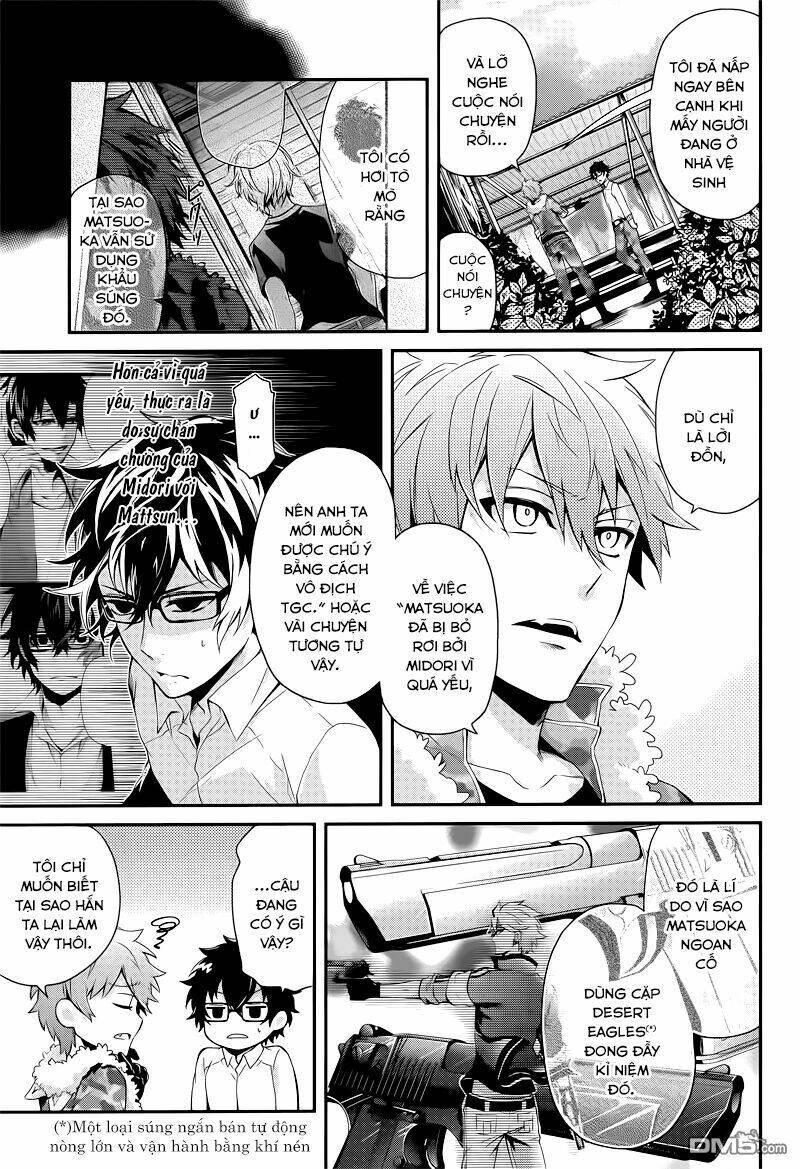 TÔI ĐÃ NẤP
NGAY BÊN
CẠNH KHI
MẤY NGƯỜI
ĐANG Ở
NHÀ VỆ
SINH
VÀ LỠ
NGHE
CUỘC NÓI
CHUYỆN
RỒI...
CUỘC
NÓI
CHUYỆN
?
TÔI CÓ
HƠI TÒ
MÒ
RẰNG
TẠI SAO
MATSUO-
KA VẪN SỬ
DỤNG
KHẨU
SÚNG
ĐÓ.
DÙ CHỈ
LÀ LỜI
ĐỒN,
VỀ VIỆC
“MATSUOKA
ĐÃ BỊ BỎ
RƠI BỞI
MIDORI VÌ
QUÁ YẾU,
NÊN ANH TA
MỚI MUỐN
ĐƯỢC CHÚ Ý
BẰNG CÁCH
VÔ ĐỊCH
TGC.” HOẶC
VÀI CHUYỆN
TƯƠNG TỰ
VẬY.
Ư
...
Hơn cả vì quá
yếu, thực ra là
do sự chán
chường của
Midori với
Mattsun...
ĐÓ LÀ LÍ
DO VÌ SAO
MATSUOKA
NGOAN
CỐ
DÙNG CẶP
DESERT
EAGLES(*)
ĐONG ĐẦY
KỈ NIỆM
ĐÓ.
...CẬU
ĐANG
CÓ Ý GÌ
VẬY?
TÔI CHỈ
MUỐN BIẾT
TẠI SAO HẮN
TA LẠI LÀM
VẬY THÔI.
(*)Một loại súng ngắn bán tự động
nòng lớn và vận hành bằng khí nén
DM5.com